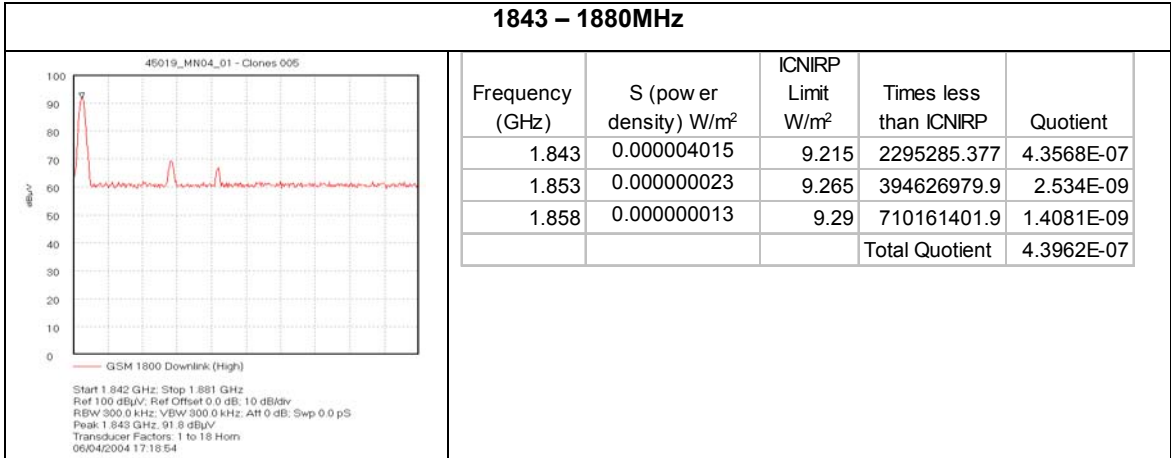 1843 – 1880MHz
45019_MN04_01 - Clones 005
100
90
80
70
60
50
40
30
20
10
0
dBµV
GSM 1800 Downlink (High)
Start 1.842 GHz; Stop 1.881 GHz
Ref 100 dBµV; Ref Offset 0.0 dB; 10 dB/div
RBW 300.0 kHz; VBW 300.0 kHz; Att 0 dB; Swp 0.0 pS
Peak 1.843 GHz, 91.8 dBµV
Transducer Factors: 1 to 18 Horn
06/04/2004 17:18:54
Frequency (GHz) S (pow er density) W/m² ICNIRP Limit W/m² Times less than ICNIRP Quotient
1.843 0.000004015 9.215 2295285.377 4.3568E-07
1.853 0.000000023 9.265 394626979.9 2.534E-09
1.858 0.000000013 9.29 710161401.9 1.4081E-09
Total Quotient 4.3962E-07